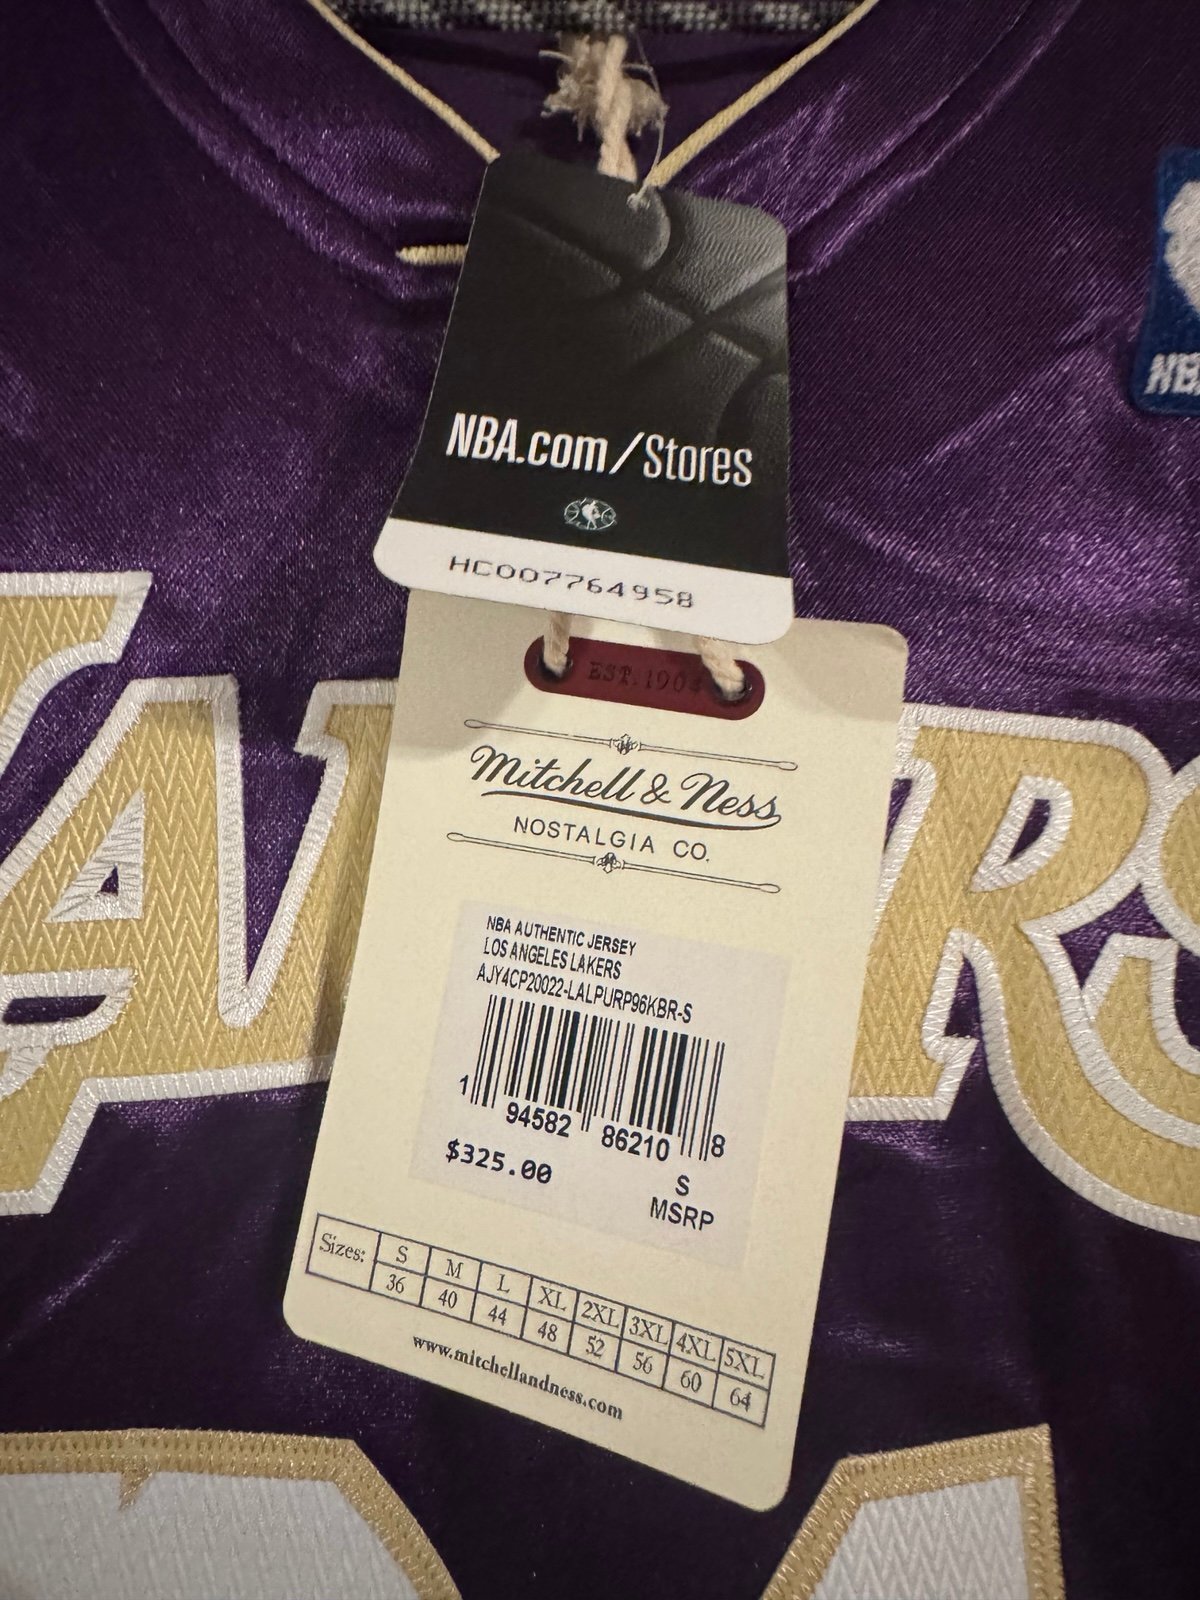 NBA.com/Stores
HC007764958
NBA
EST. 1904
Mitchell & Ness
NOSTALGIA CO.
NBA AUTHENTIC JERSEY
LOS ANGELES LAKERS
AJY4CP20022-LALPURP96KBR-S
1 94582 86210 8
$325.00
S
MSRP
Sizes: S M L XL 2XL 3XL 4XL 5XL
36 40 44 48 52 56 60 64
www.mitchellandness.com